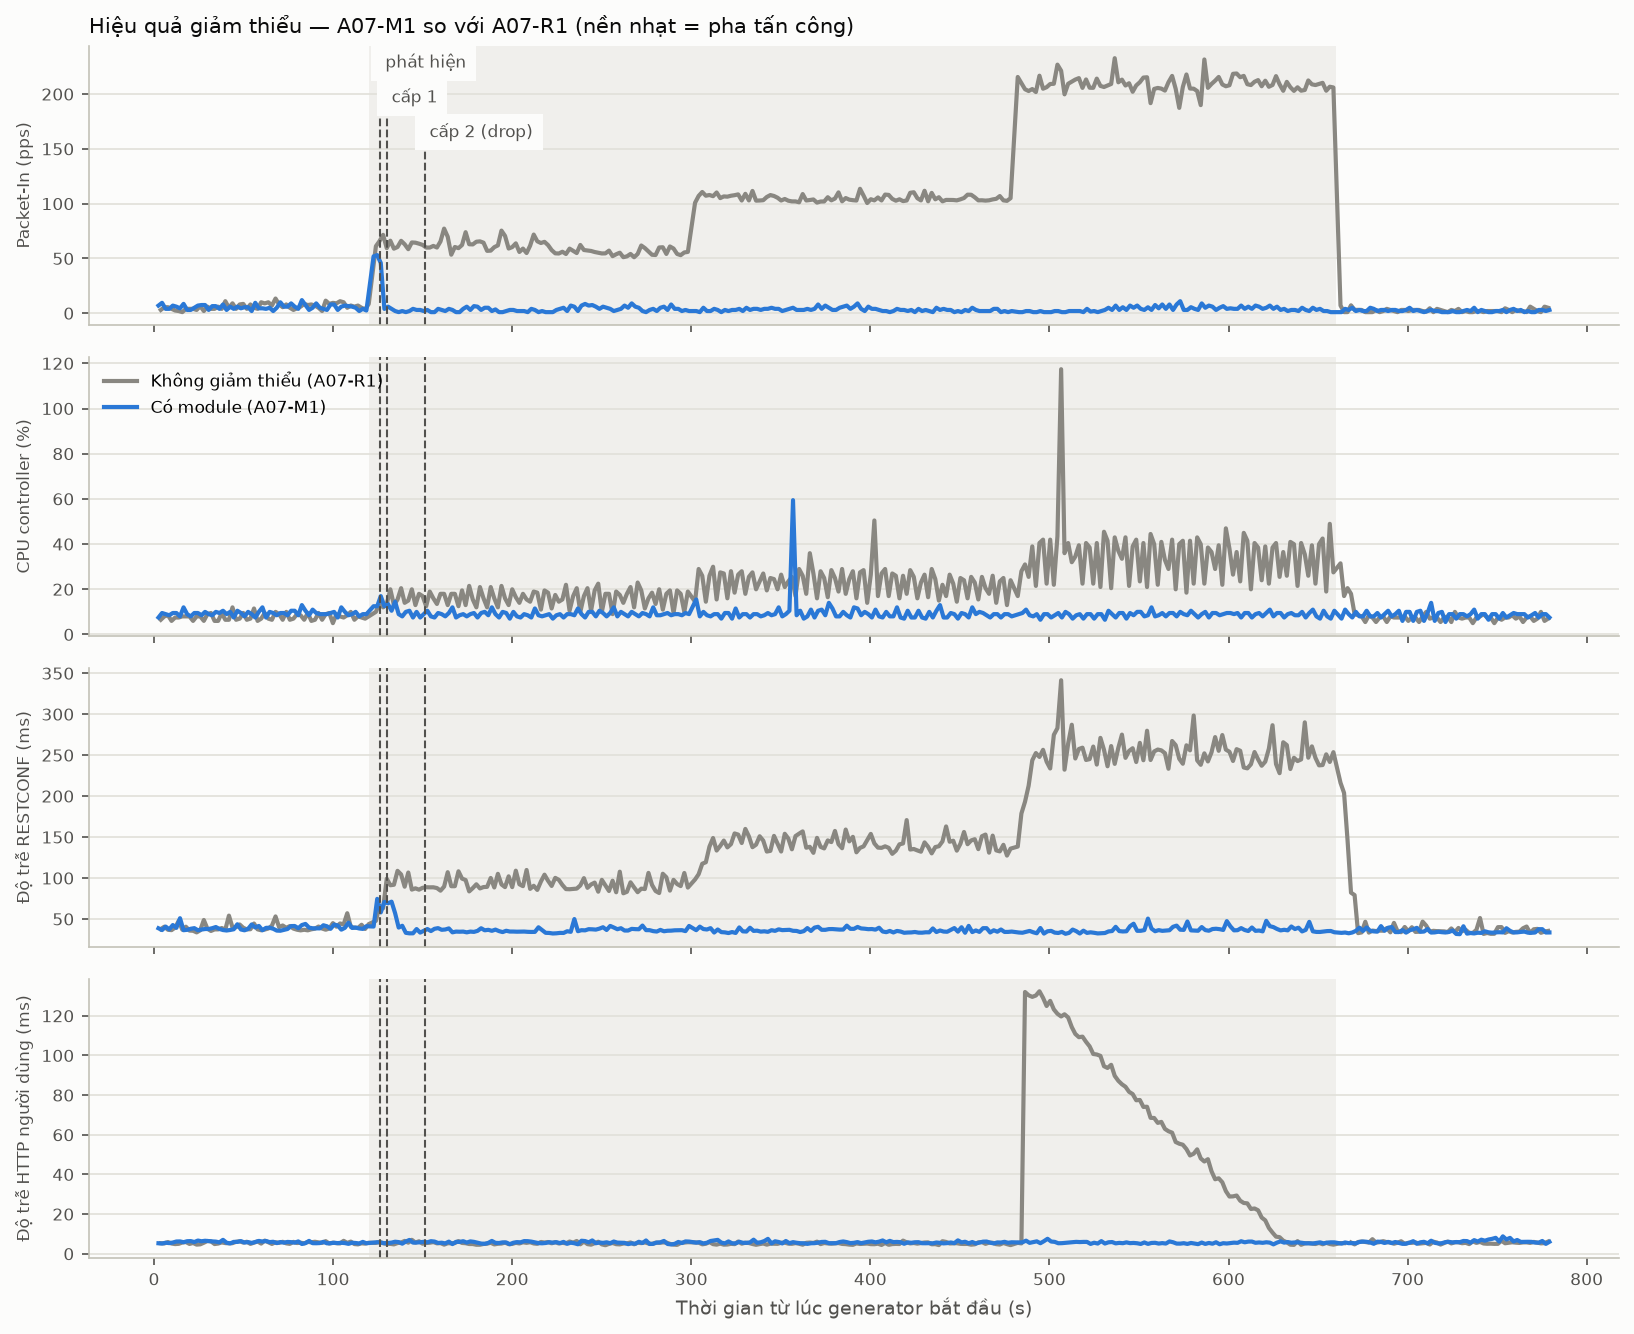 Hiệu quả giảm thiểu — A07-M1 so với A07-R1 (nền nhạt = pha tấn công)
phát hiện
cấp 1
cấp 2 (drop)
Packet-In (pps)
200
150
100
50
0
CPU controller (%)
120
100
80
60
40
20
0
Không giảm thiểu (A07-R1)
Có module (A07-M1)
Độ trễ RESTCONF (ms)
350
300
250
200
150
100
50
Độ trễ HTTP người dùng (ms)
120
100
80
60
40
20
0
0 100 200 300 400 500 600 700 800
Thời gian từ lúc generator bắt đầu (s)